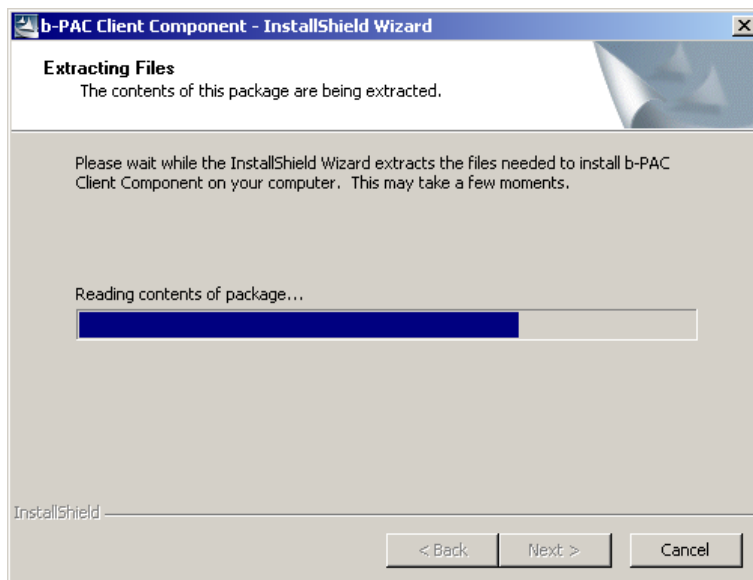 b-PAC Client Component - InstallShield Wizard
Extracting Files
The contents of this package are being extracted.
Please wait while the InstallShield Wizard extracts the files needed to install b-PAC
Client Component on your computer. This may take a few moments.
Reading contents of package...
InstallShield
< Back Next > Cancel